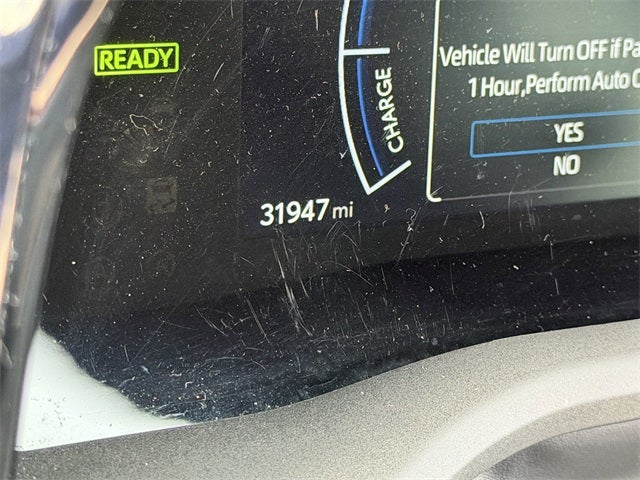 READY
CHARGE
31947 mi
Vehicle Will Turn OFF if Pa
1 Hour,Perform Auto
YES
NO